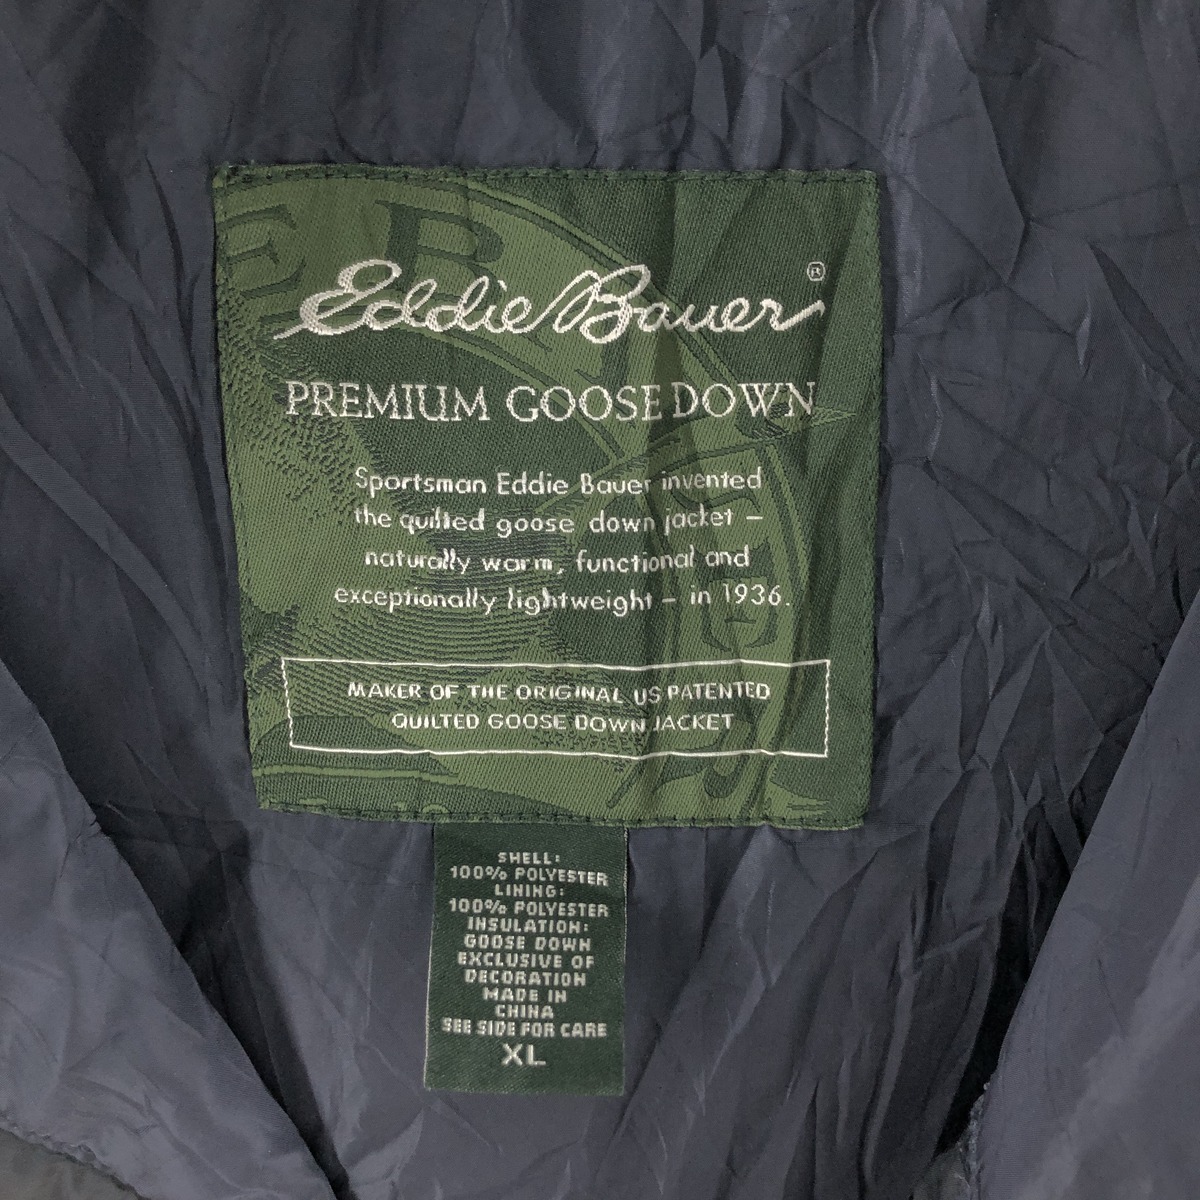 Eddie Bauer®
PREMIUM GOOSE DOWN
Sportsman Eddie Bauer invented
the quilted goose down jacket –
naturally warm, functional and
exceptionally lightweight – in 1936.
MAKER OF THE ORIGINAL US PATENTED
QUILTED GOOSE DOWN JACKET
SHELL:
100% POLYESTER
LINING:
100% POLYESTER
INSULATION:
GOOSE DOWN
EXCLUSIVE OF
DECORATION
MADE IN
CHINA
SEE SIDE FOR CARE
XL